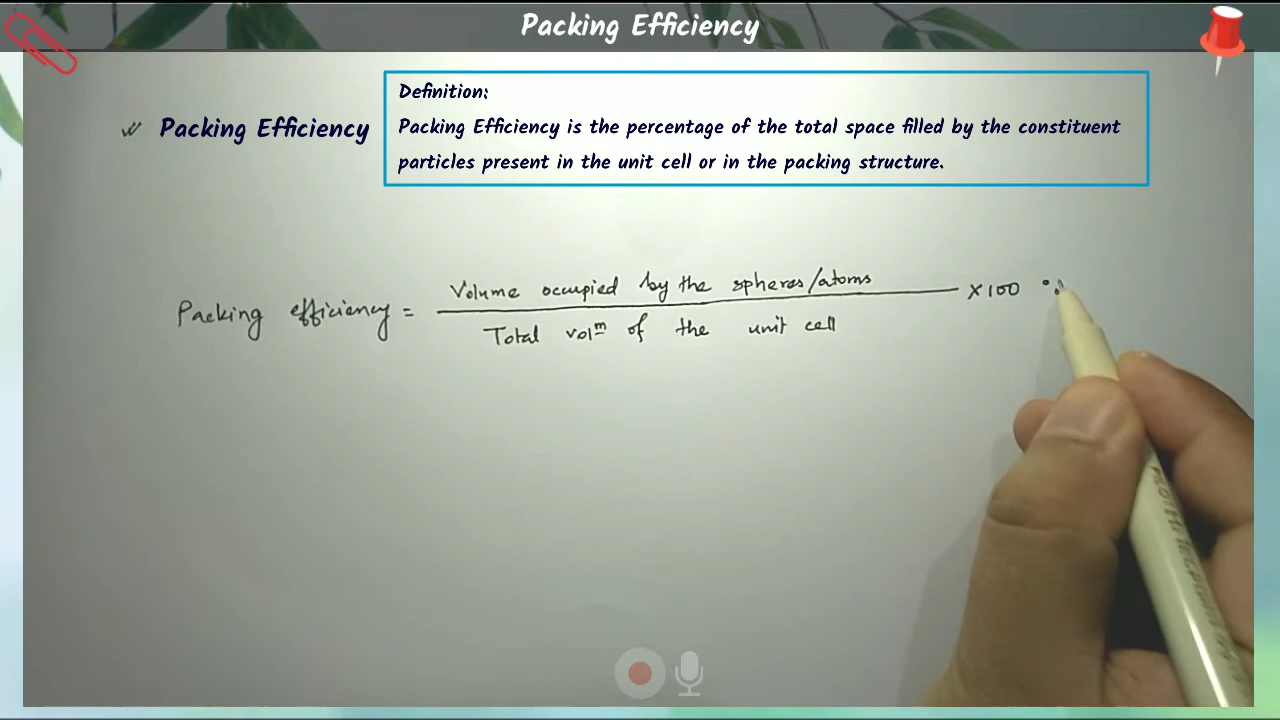 Packing Efficiency
Definition:
Packing Efficiency
Packing Efficiency is the percentage of the total space filled by the constituent
particles present in the unit cell or in the packing structure.
Packing efficiency = Volume occupied by the spheres/atoms × 100 %
Total volm of the unit cell